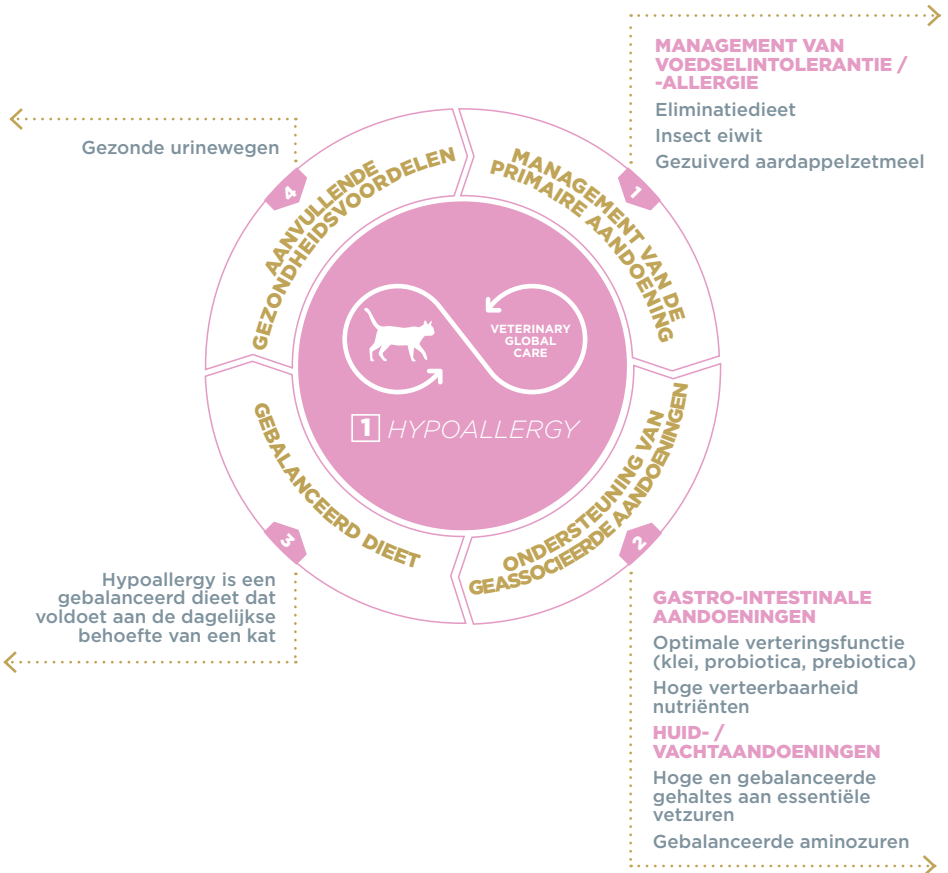 MANAGEMENT VAN
VOEDSELINTOLERANTIE /
-ALLERGIE
Eliminatiedieet
Insect eiwit
Gezuiverd aardappelzetmeel
1
MANAGEMENT VAN DE
PRIMAIRE AANDOENING
Gezonde urinewegen
4
AANVULLENDE
GEZONDHEIDSVOORDELEN
VETERINARY
GLOBAL
CARE
1 HYPOALLERGY
2
ONDERSTEUNING VAN
GEASSOCIEERDE AANDOENINGEN
GASTRO-INTESTINALE
AANDOENINGEN
Optimale verteringsfunctie
(klei, probiotica, prebiotica)
Hoge verteerbaarheid
nutriënten
HUID- /
VACHTAANDOENINGEN
Hoge en gebalanceerde
gehaltes aan essentiële
vetzuren
Gebalanceerde aminozuren
3
GEBALANCEERD DIEET
Hypoallergy is een
gebalanceerd dieet dat
voldoet aan de dagelijkse
behoefte van een kat